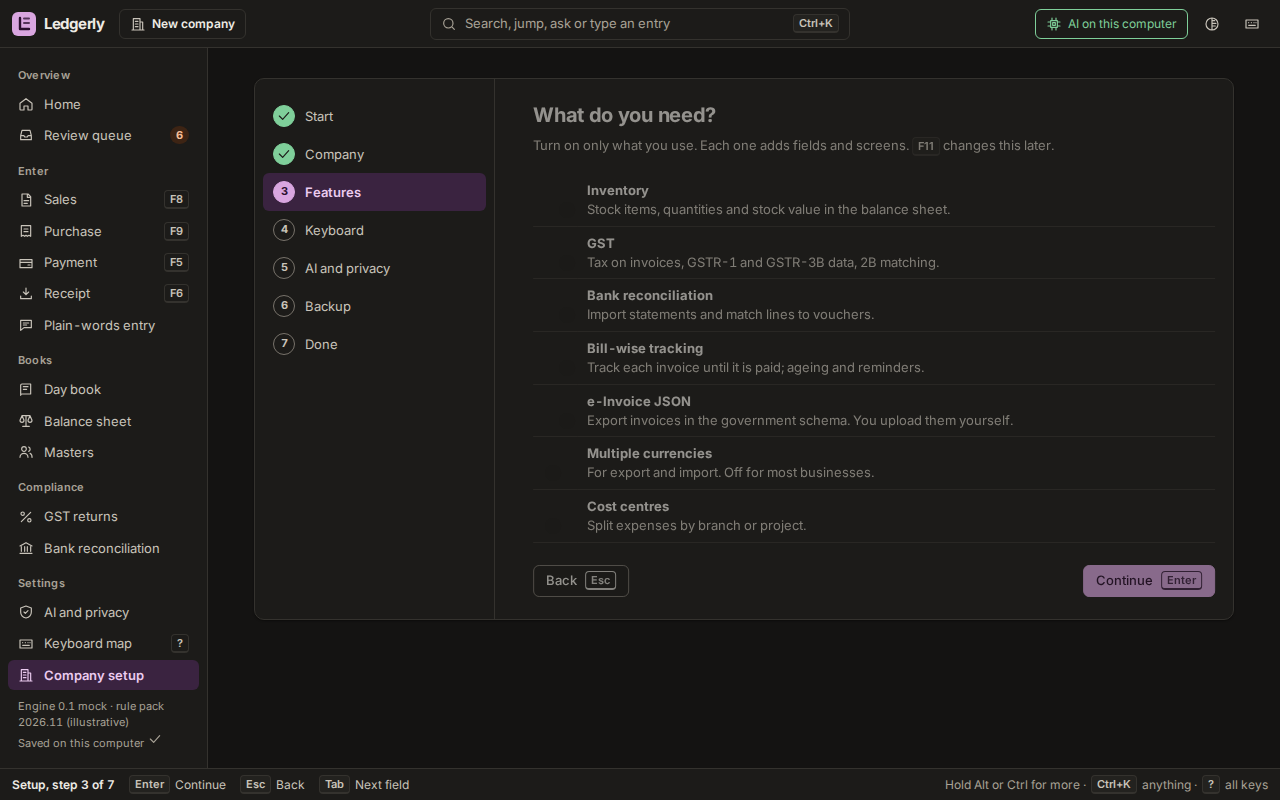 Ledgerly
New company
Search, jump, ask or type an entry
Ctrl+K
AI on this computer
Overview
Home
Review queue
6
Enter
Sales
F8
Purchase
F9
Payment
F5
Receipt
F6
Plain-words entry
Books
Day book
Balance sheet
Masters
Compliance
GST returns
Bank reconciliation
Settings
AI and privacy
Keyboard map
?
Company setup
Engine 0.1 mock · rule pack
2026.11 (illustrative)
Saved on this computer
Start
Company
3 Features
4 Keyboard
5 AI and privacy
6 Backup
7 Done
What do you need?
Turn on only what you use. Each one adds fields and screens. F11 changes this later.
Inventory
Stock items, quantities and stock value in the balance sheet.
GST
Tax on invoices, GSTR-1 and GSTR-3B data, 2B matching.
Bank reconciliation
Import statements and match lines to vouchers.
Bill-wise tracking
Track each invoice until it is paid; ageing and reminders.
e-Invoice JSON
Export invoices in the government schema. You upload them yourself.
Multiple currencies
For export and import. Off for most businesses.
Cost centres
Split expenses by branch or project.
Back Esc
Continue Enter
Setup, step 3 of 7 Enter Continue Esc Back Tab Next field
Hold Alt or Ctrl for more · Ctrl+K anything · ? all keys